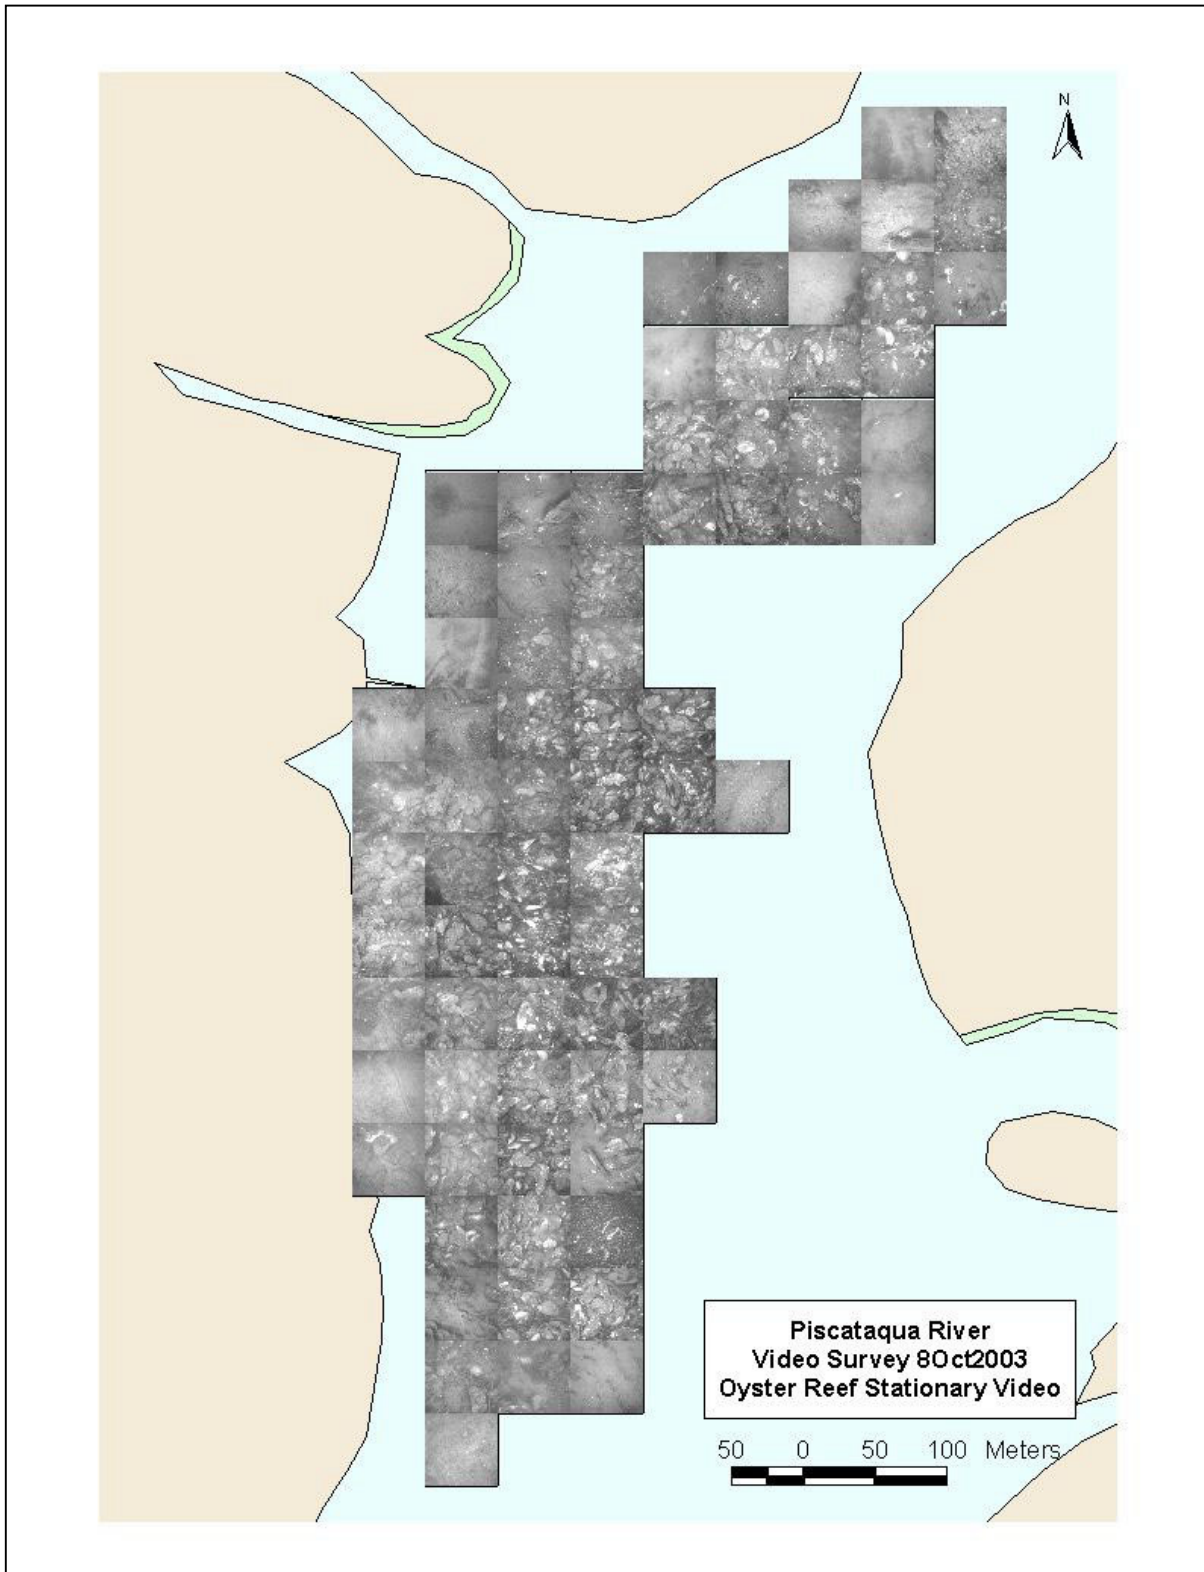 N
Piscataqua River
Video Survey 8Oct2003
Oyster Reef Stationary Video
50 0 50 100 Meters